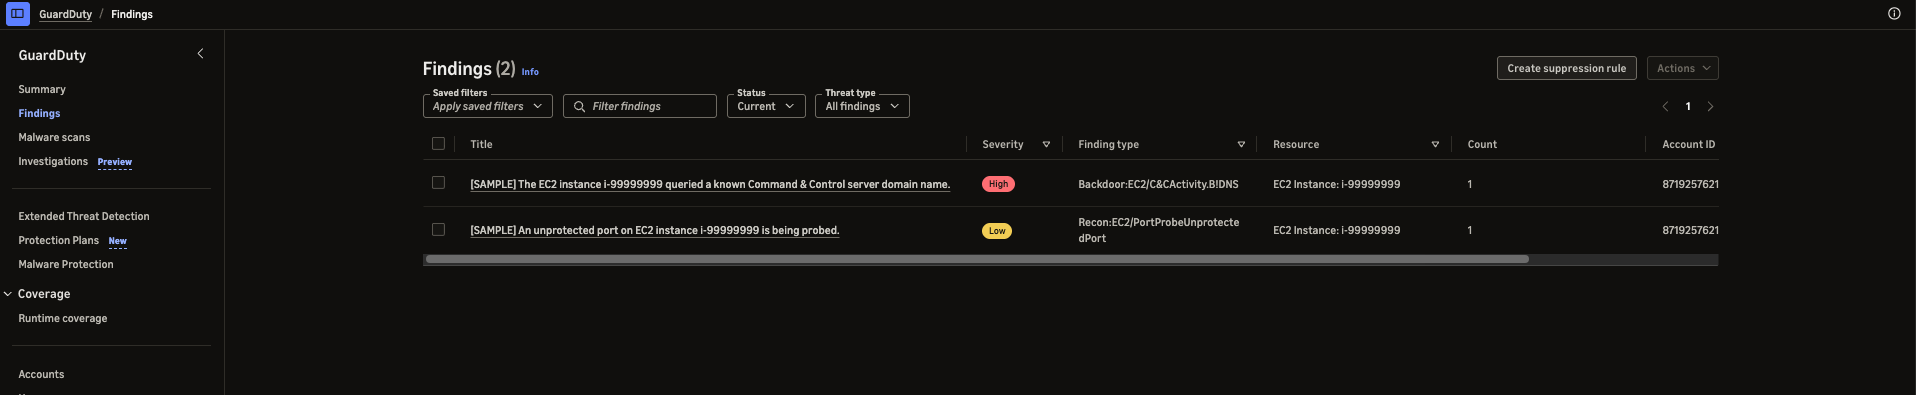 GuardDuty / Findings
GuardDuty
Summary
Findings
Malware scans
Investigations Preview
Extended Threat Detection
Protection Plans New
Malware Protection
Coverage
Runtime coverage
Accounts
Findings (2) Info
Create suppression rule
Actions
Saved filters
Apply saved filters
Filter findings
Status
Current
Threat type
All findings
1
Title Severity Finding type Resource Count Account ID
[SAMPLE] The EC2 instance i-99999999 queried a known Command & Control server domain name. High Backdoor:EC2/C&CActivity.B!DNS EC2 Instance: i-99999999 1 8719257621
[SAMPLE] An unprotected port on EC2 instance i-99999999 is being probed. Low Recon:EC2/PortProbeUnprotecte
dPort EC2 Instance: i-99999999 1 8719257621